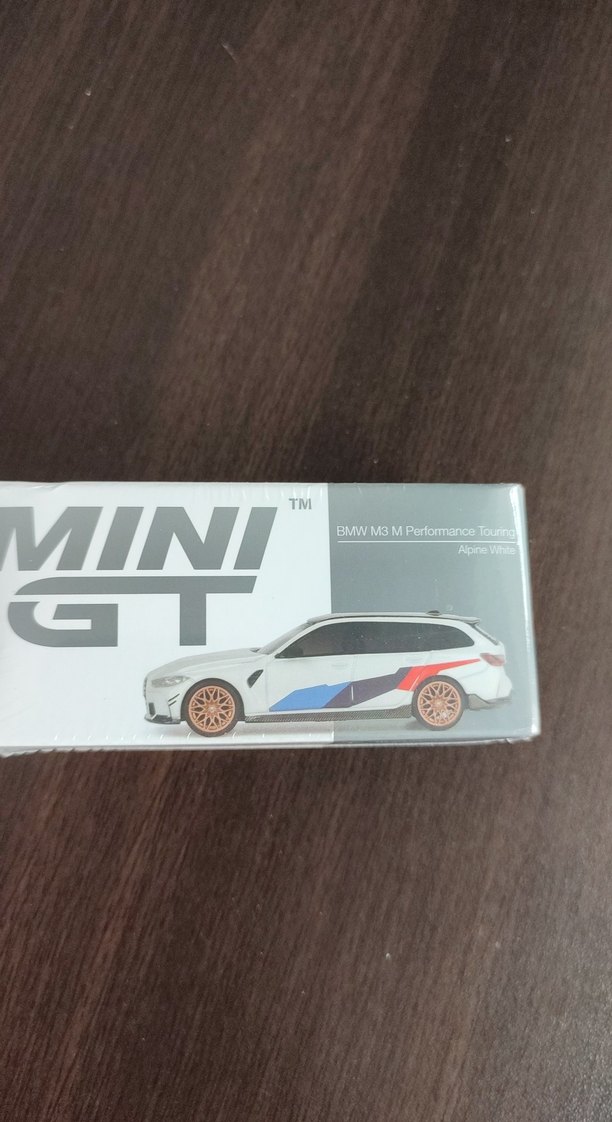 MINI
GT
TM
BMW M3 M Performance Touring
Alpine White